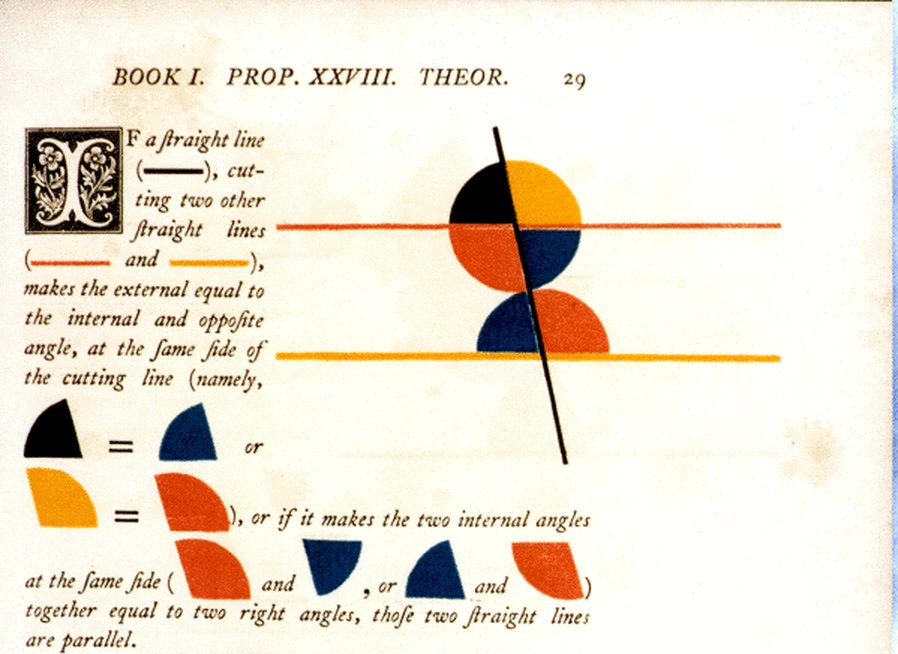 BOOK I. PROP. XXVIII. THEOR. 29
IF a ſtraight line
( ), cut-
ting two other
ſtraight lines
( and ),
makes the external equal to
the internal and oppoſite
angle, at the ſame ſide of
the cutting line (namely,
= or
= ), or if it makes the two internal angles
at the ſame ſide ( and , or and )
together equal to two right angles, thoſe two ſtraight lines
are parallel.